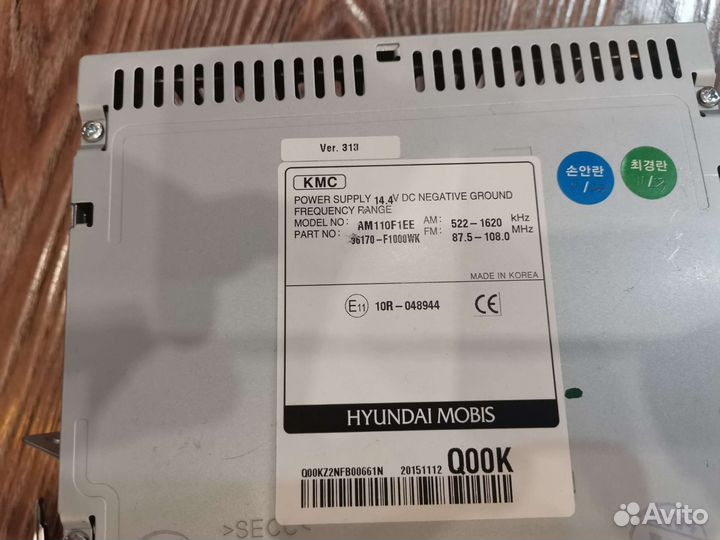 Ver. 313
KMC
손안란
최경란
POWER SUPPLY 14.4V DC NEGATIVE GROUND
FREQUENCY RANGE
MODEL NO: AM110F1EE AM: 522-1620 kHz
PART NO: 96170-F1000WK FM: 87.5-108.0 MHz
MADE IN KOREA
E11 10R-048944 CE
HYUNDAI MOBIS
Q00KZ2NFB00661N 20151112 Q00K
>SECC<
Avito